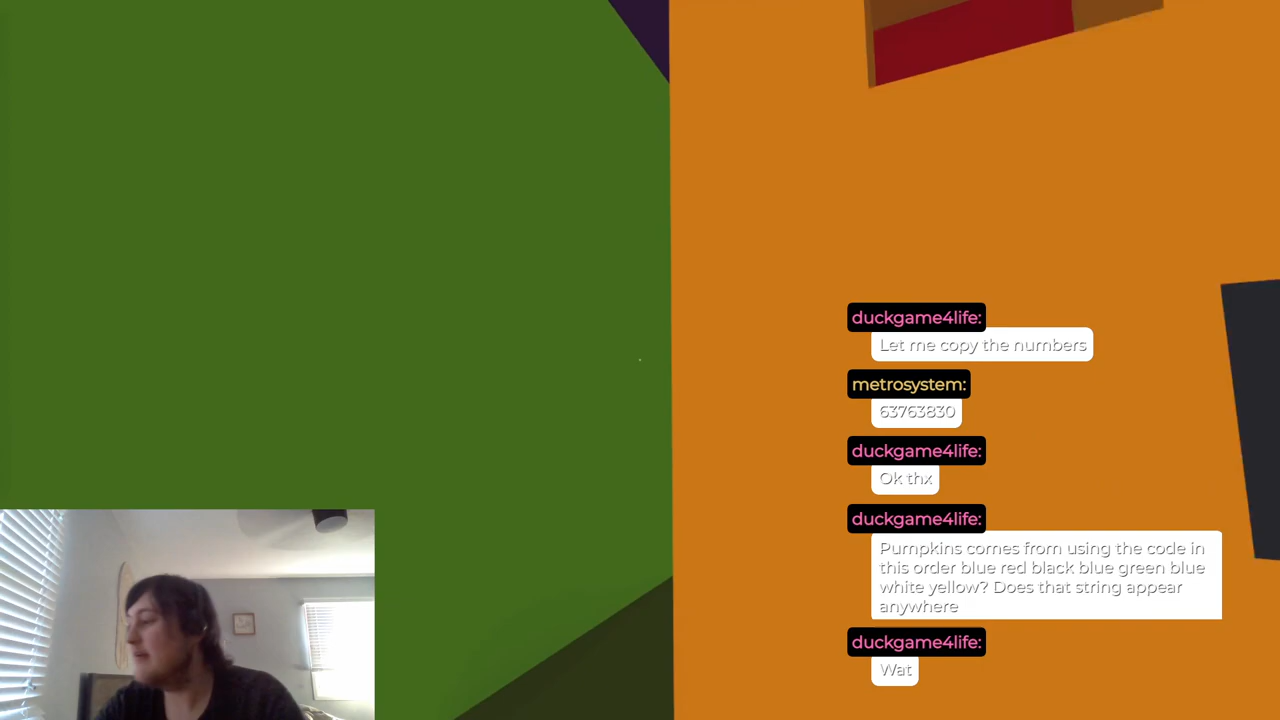 duckgame4life:
Let me copy the numbers
metrosystem:
63763830
duckgame4life:
Ok thx
duckgame4life:
Pumpkins comes from using the code in
this order blue red black blue green blue
white yellow? Does that string appear
anywhere
duckgame4life:
Wat